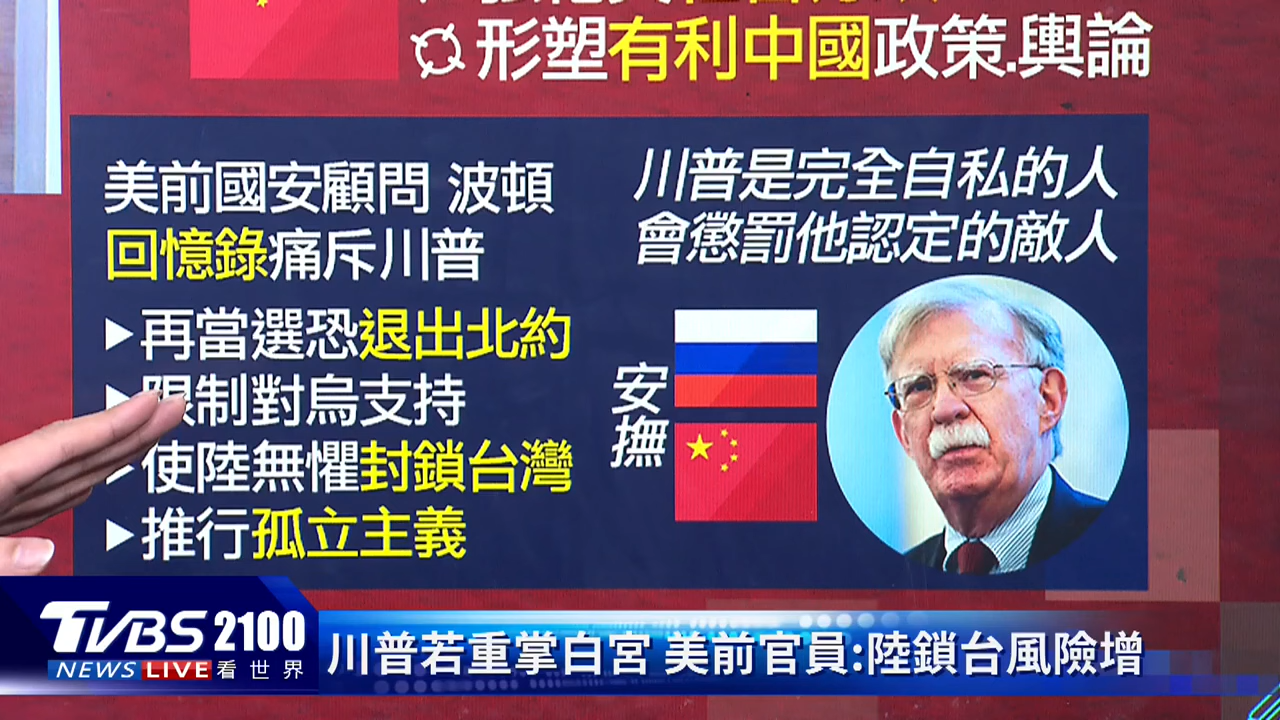 形塑有利中國政策.輿論
美前國安顧問 波頓
回憶錄痛斥川普
▶再當選恐退出北約
▶限制對烏支持
▶使陸無懼封鎖台灣
▶推行孤立主義
川普是完全自私的人
會懲罰他認定的敵人
安撫
TVBS 2100
NEWS LIVE 看世界
川普若重掌白宮 美前官員:陸鎖台風險增